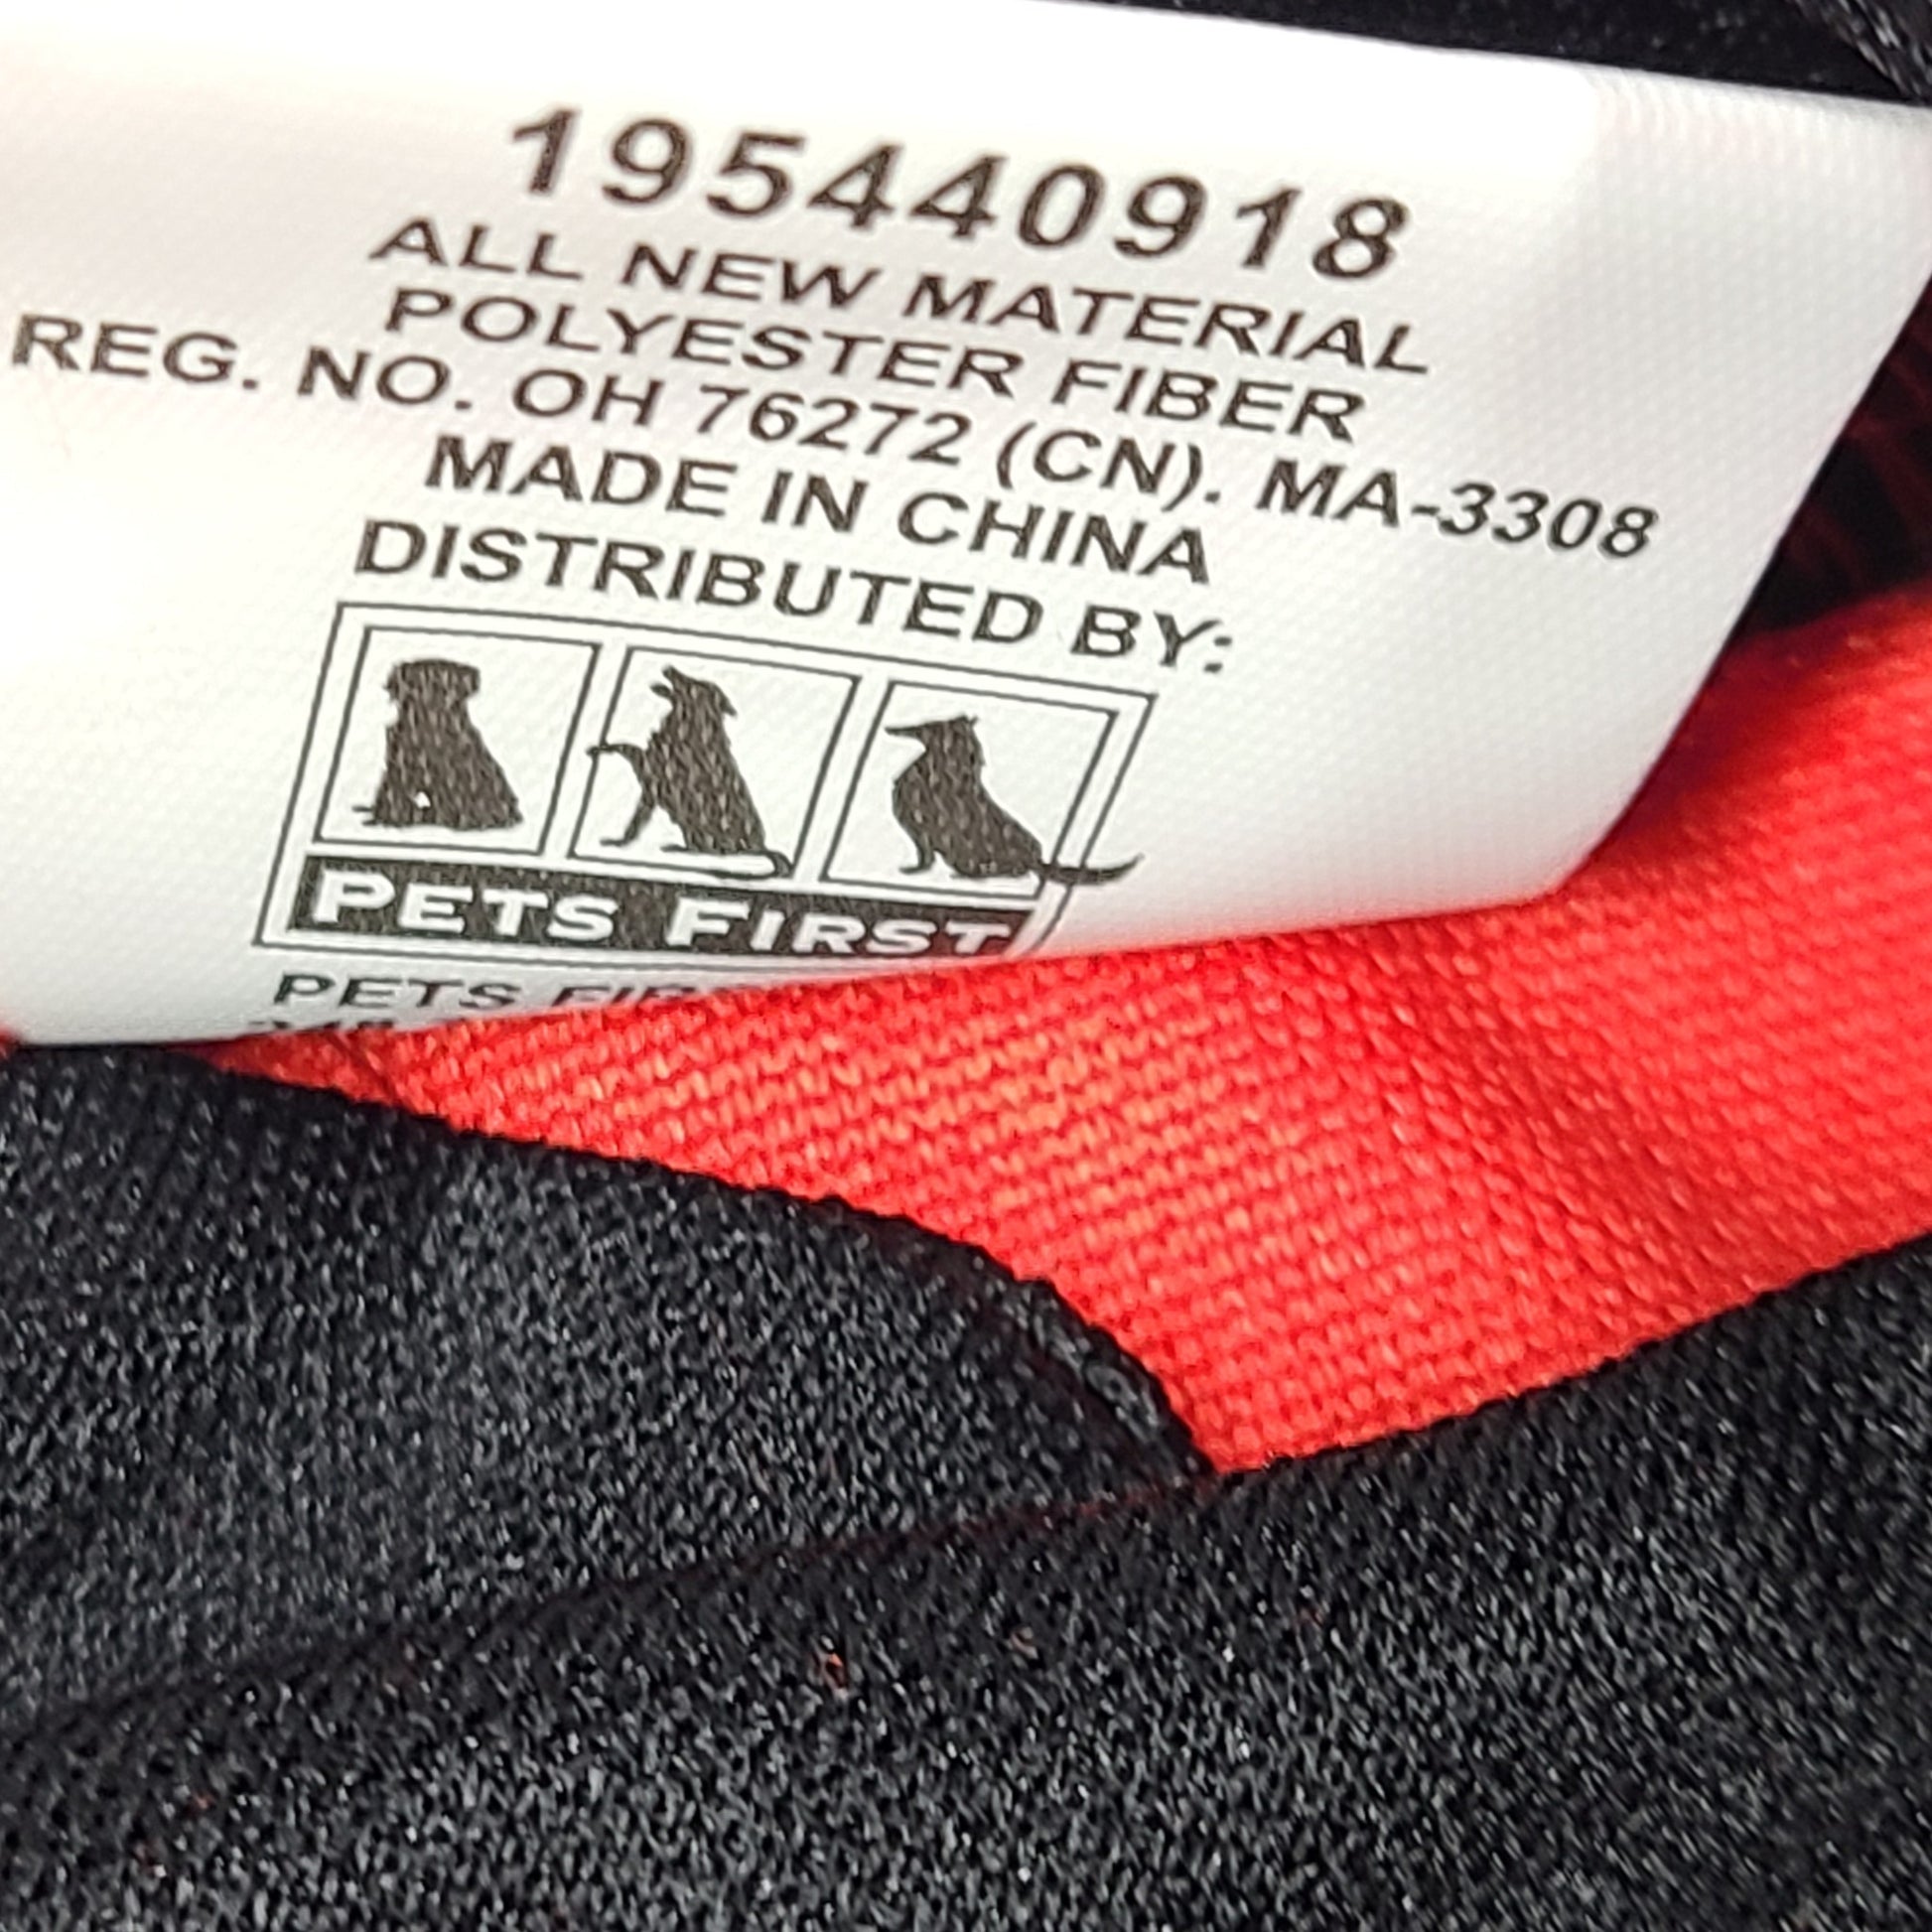 195440918
ALL NEW MATERIAL
POLYESTER FIBER
REG. NO. OH 76272 (CN). MA-3308
MADE IN CHINA
DISTRIBUTED BY:
PETS FIRST
PETS